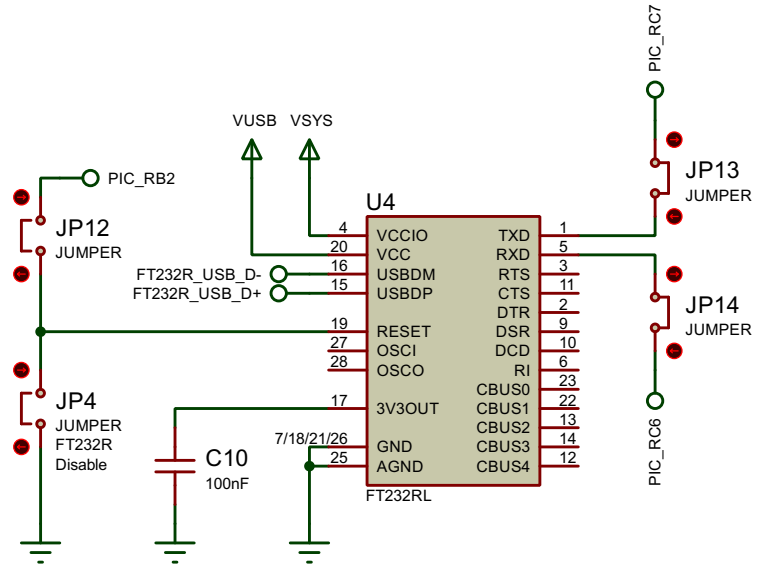 PIC_RC7
VUSB
VSYS
PIC_RB2
JP12
JUMPER
JP13
JUMPER
U4
4
VCCIO
TXD
1
20
VCC
RXD
5
FT232R_USB_D-
16
USBDM
RTS
3
FT232R_USB_D+
15
USBDP
CTS
11
DTR
2
19
RESET
DSR
9
27
OSCI
DCD
10
28
OSCO
RI
6
CBUS0
23
17
3V3OUT
CBUS1
22
CBUS2
13
7/18/21/26
GND
CBUS3
14
25
AGND
CBUS4
12
FT232RL
JP14
JUMPER
PIC_RC6
JP4
JUMPER
FT232R
Disable
C10
100nF